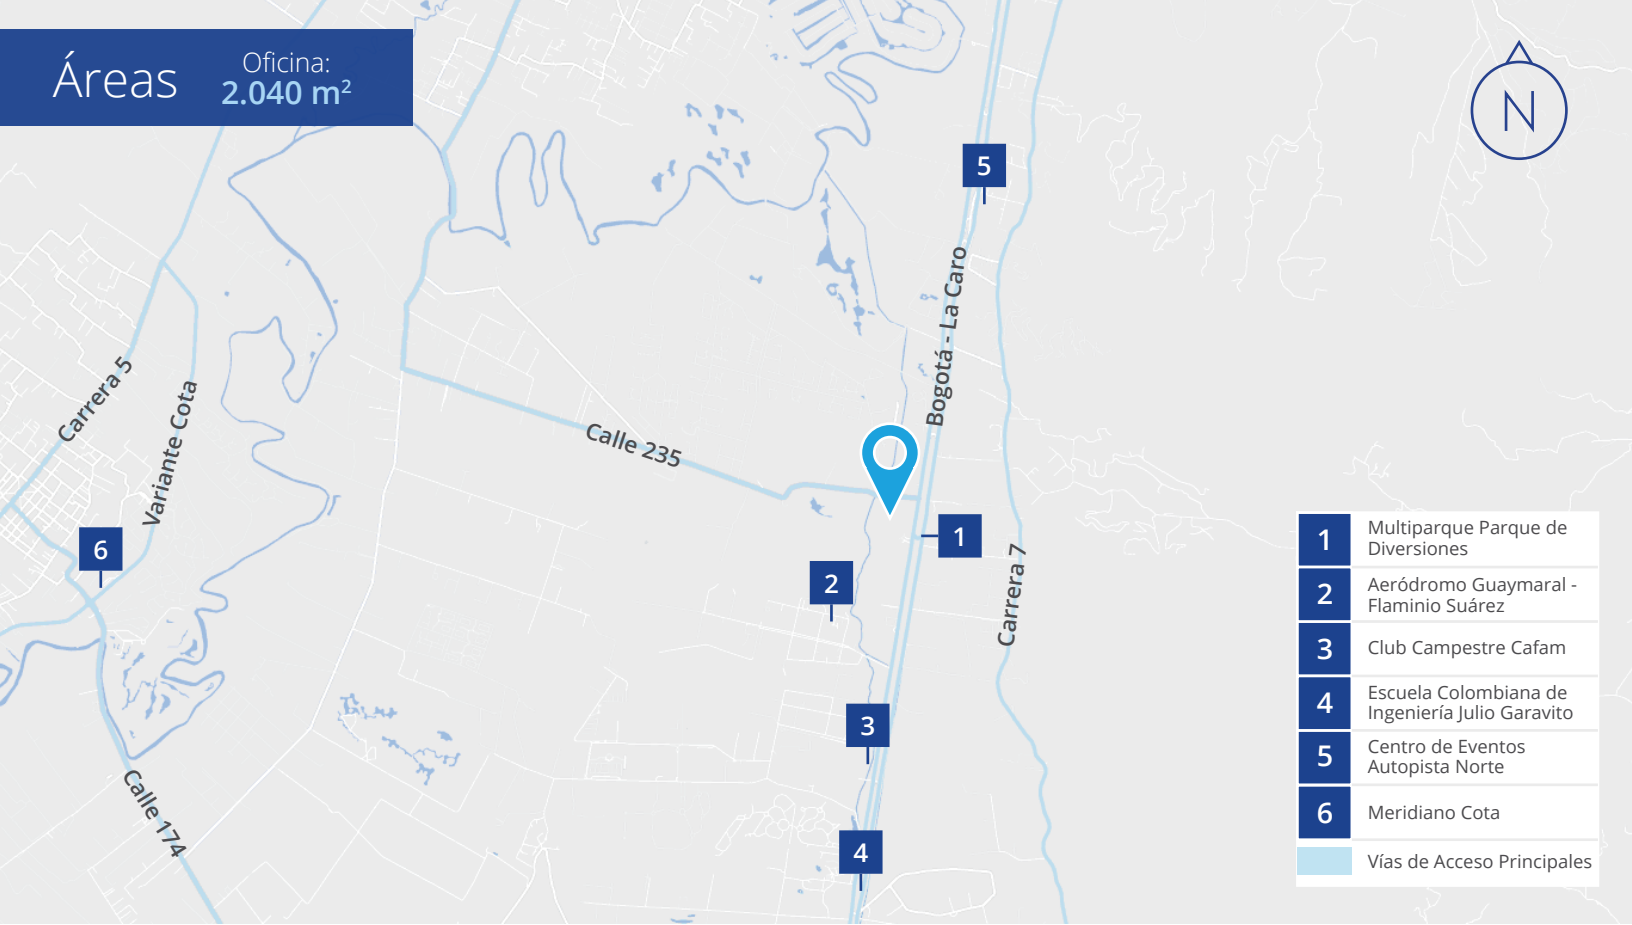 Áreas
Oficina:
2.040 m²
N
5
Bogotá - La Caro
Carrera 5
Variante Cota
Calle 235
6
1
2
Carrera 7
3
Calle 174
4
1 Multiparque Parque de
Diversiones
2 Aeródromo Guaymaral -
Flaminio Suárez
3 Club Campestre Cafam
4 Escuela Colombiana de
Ingeniería Julio Garavito
5 Centro de Eventos
Autopista Norte
6 Meridiano Cota
Vías de Acceso Principales